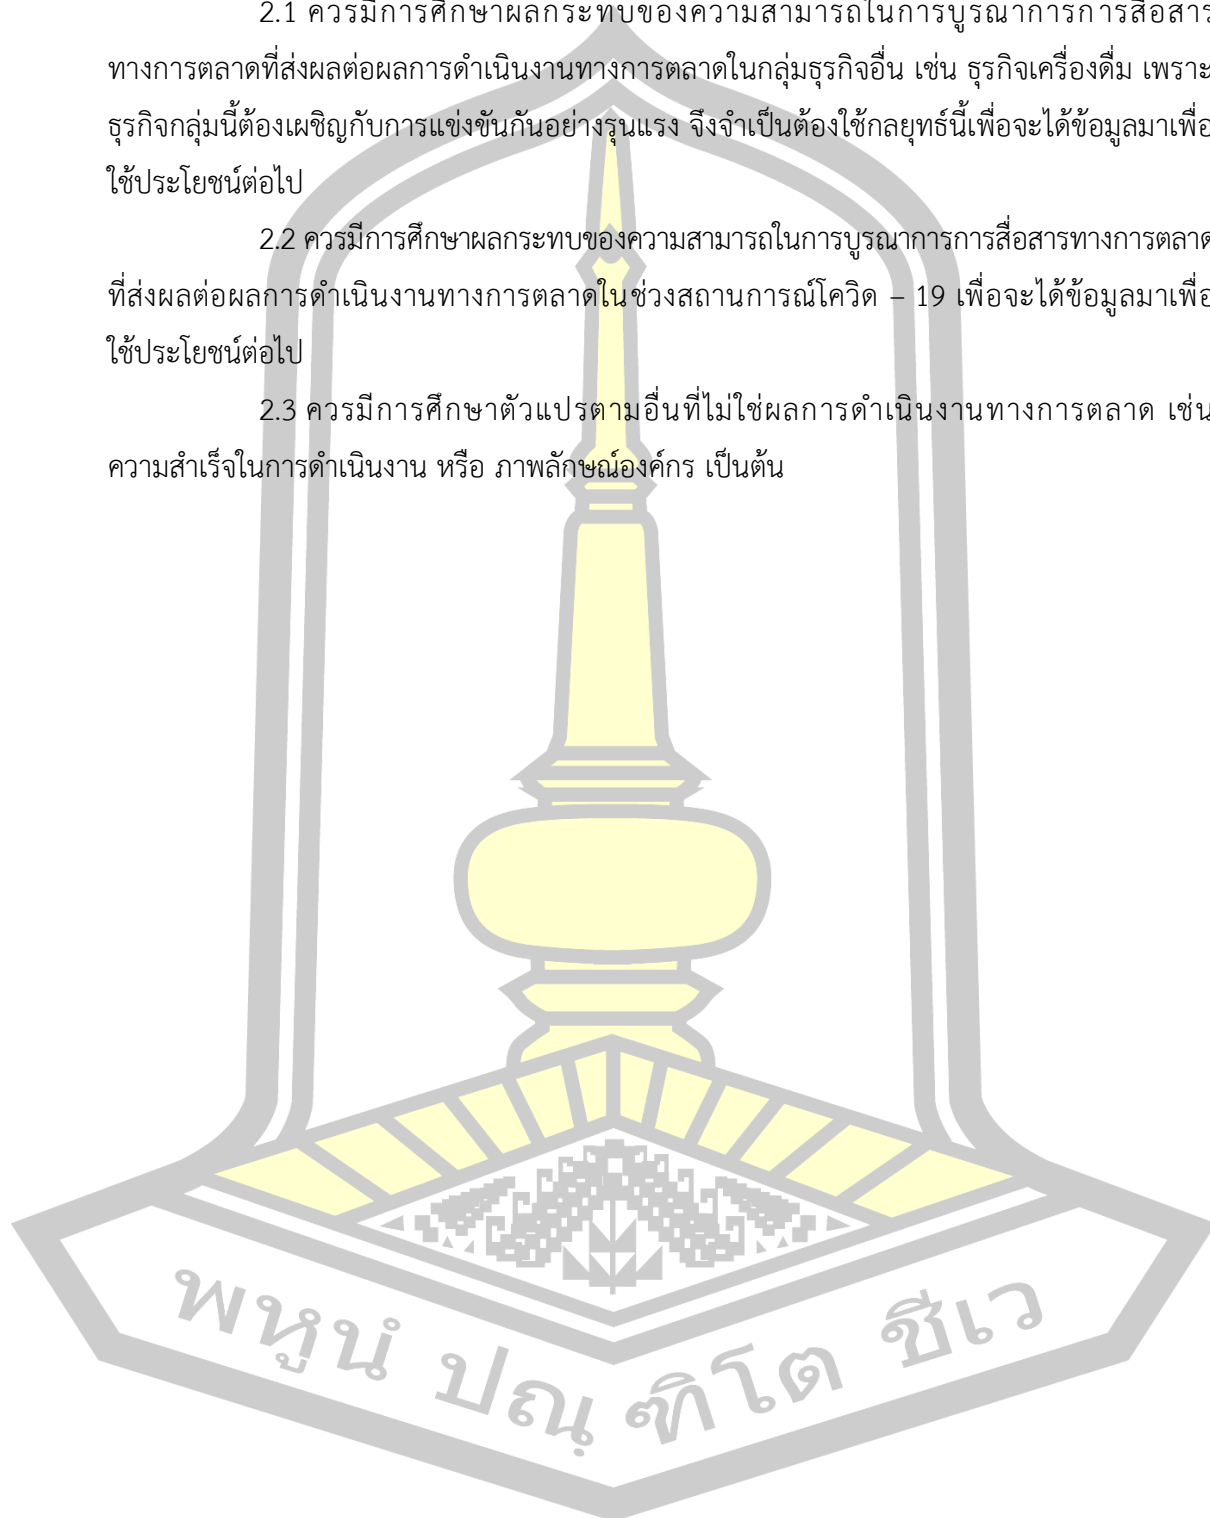 2.1 ควรมีการศึกษาผลกระทบของความสามารถในการบูรณาการการสื่อสาร
ทางการตลาดที่ส่งผลต่อผลการดำเนินงานทางการตลาดในกลุ่มธุรกิจอื่น เช่น ธุรกิจเครื่องดื่ม เพราะ
ธุรกิจกลุ่มนี้ต้องเผชิญกับการแข่งขันกันอย่างรุนแรง จึงจำเป็นต้องใช้กลยุทธ์นี้เพื่อจะได้ข้อมูลมาเพื่อ
ใช้ประโยชน์ต่อไป
2.2 ควรมีการศึกษาผลกระทบของความสามารถในการบูรณาการการสื่อสารทางการตลาด
ที่ส่งผลต่อผลการดำเนินงานทางการตลาดในช่วงสถานการณ์โควิด – 19 เพื่อจะได้ข้อมูลมาเพื่อ
ใช้ประโยชน์ต่อไป
2.3 ควรมีการศึกษาตัวแปรตามอื่นที่ไม่ใช่ผลการดำเนินงานทางการตลาด เช่น
ความสำเร็จในการดำเนินงาน หรือ ภาพลักษณ์องค์กร เป็นต้น
พหูนํ ปณฺฑิโต ชีเว